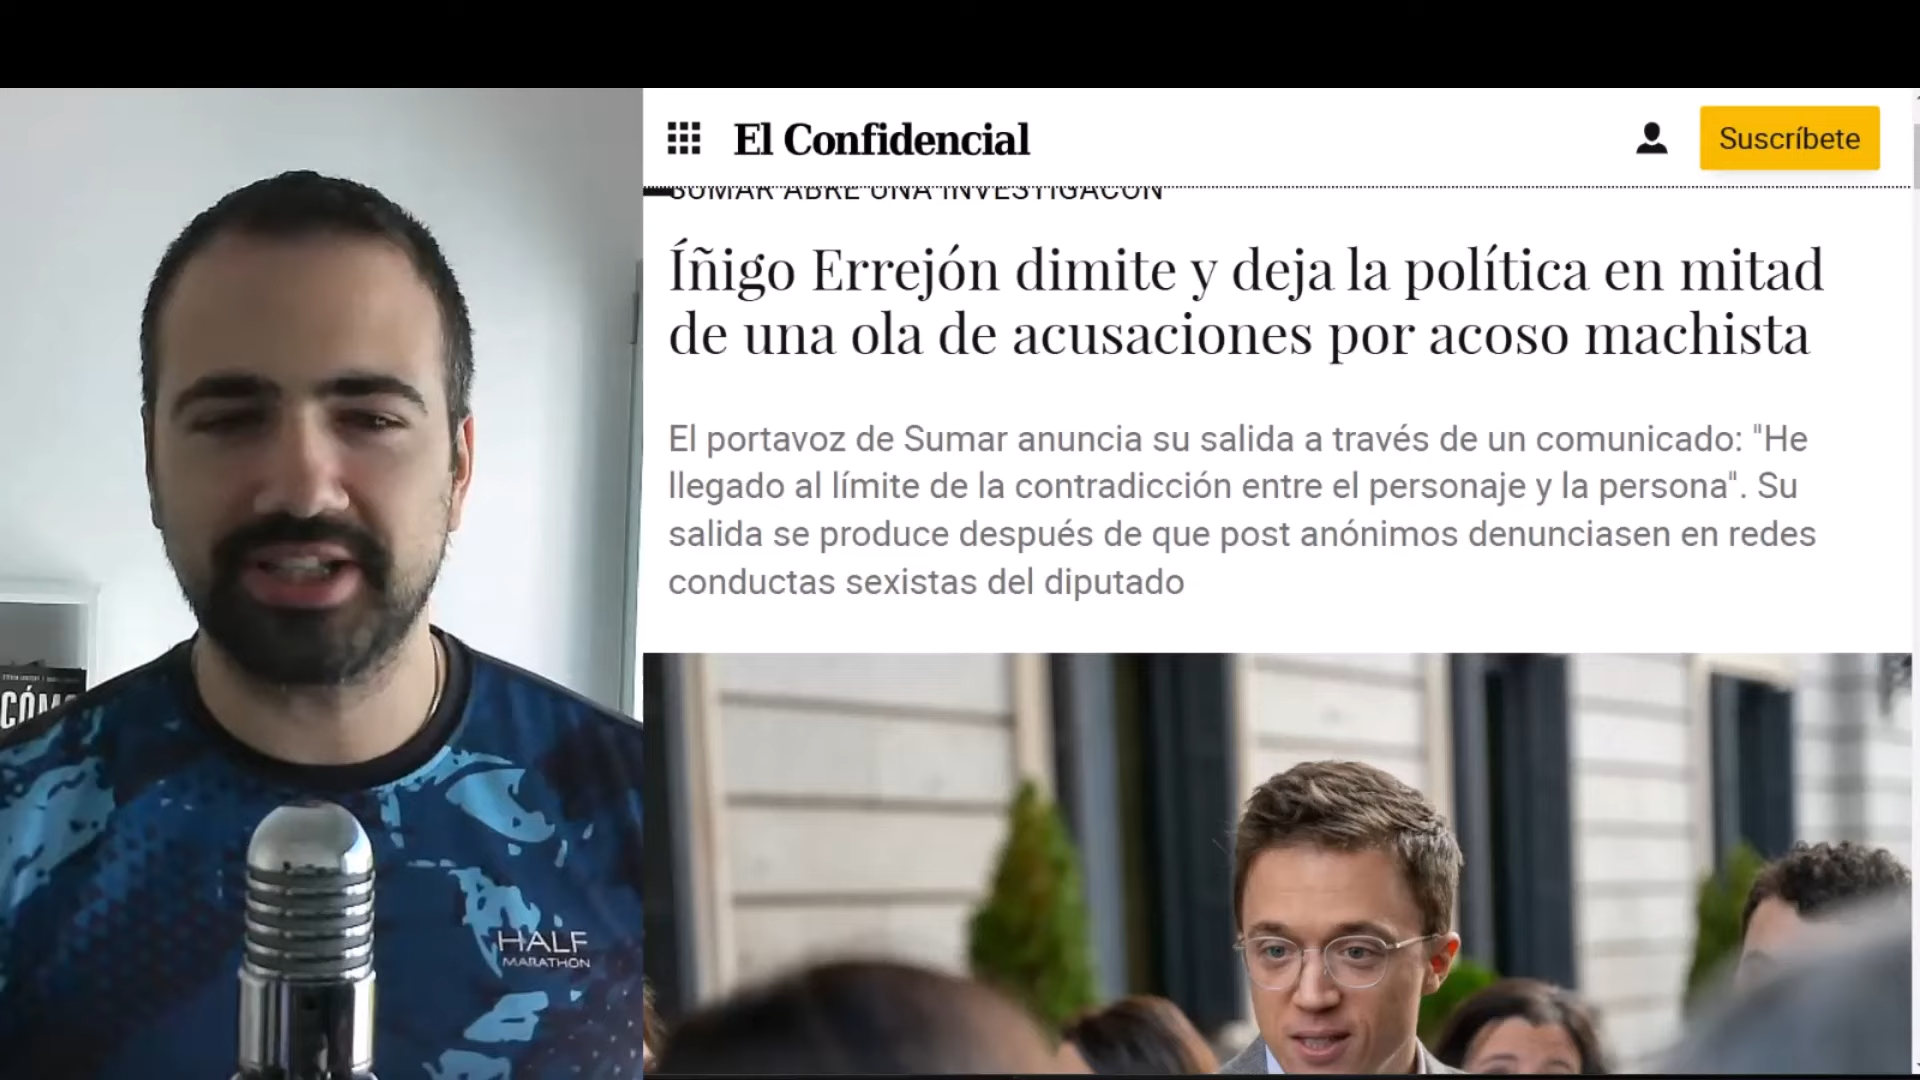 El Confidencial
Suscríbete
SUMAR ABRE UNA INVESTIGACÓN
Íñigo Errejón dimite y deja la política en mitad
de una ola de acusaciones por acoso machista
El portavoz de Sumar anuncia su salida a través de un comunicado: "He
llegado al límite de la contradicción entre el personaje y la persona". Su
salida se produce después de que post anónimos denunciasen en redes
conductas sexistas del diputado
HALF
MARATHON